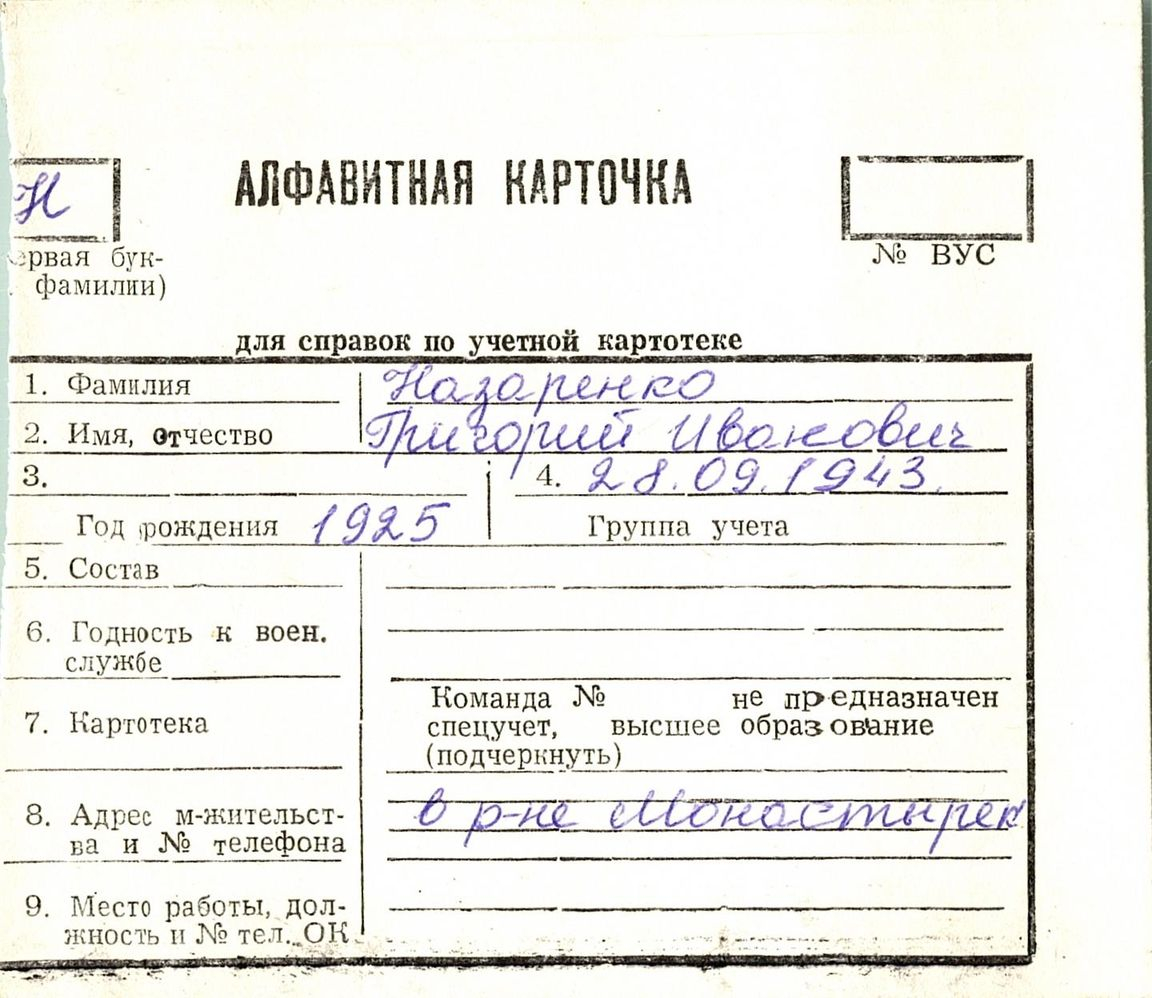 Н
АЛФАВИТНАЯ КАРТОЧКА
ервая бук-
фамилии)
№ ВУС
для справок по учетной картотеке
1. Фамилия Назаренко
2. Имя, отчество Григорий Иванович
3.
4. 28.09.1943.
Год рождения 1925
Группа учета
5. Состав
6. Годность к воен.
службе
7. Картотека
Команда № не предназначен
спецучет, высшее образование
(подчеркнуть)
8. Адрес м-жительст-
ва и № телефона
в р-не Монастырек
9. Место работы, дол-
жность и № тел. ОК